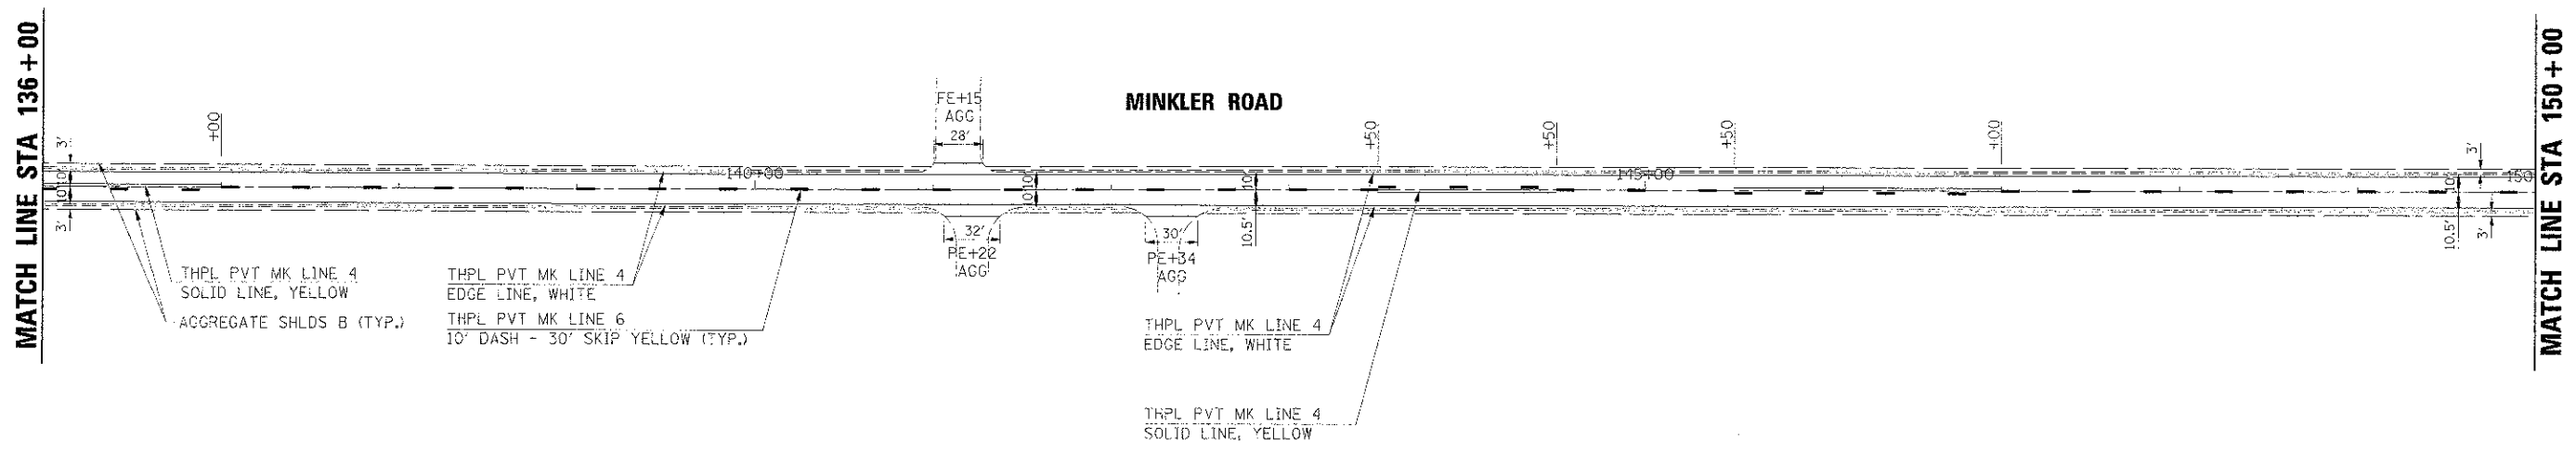 MATCH LINE STA 136+00
MINKLER ROAD
MATCH LINE STA 150+00
FE+15
AGG
28'
+00
+50
+50
+50
+00
3'
10'
10'
3'
140+00
10'
10'
10'
10.5'
145+00
150
3'
10'
10.5'
3'
32'
PE+22
AGG
30'
PE+34
AGG
THPL PVT MK LINE 4
SOLID LINE, YELLOW
AGGREGATE SHLDS B (TYP.)
THPL PVT MK LINE 4
EDGE LINE, WHITE
THPL PVT MK LINE 6
10' DASH - 30' SKIP YELLOW (TYP.)
THPL PVT MK LINE 4
EDGE LINE, WHITE
THPL PVT MK LINE 4
SOLID LINE, YELLOW